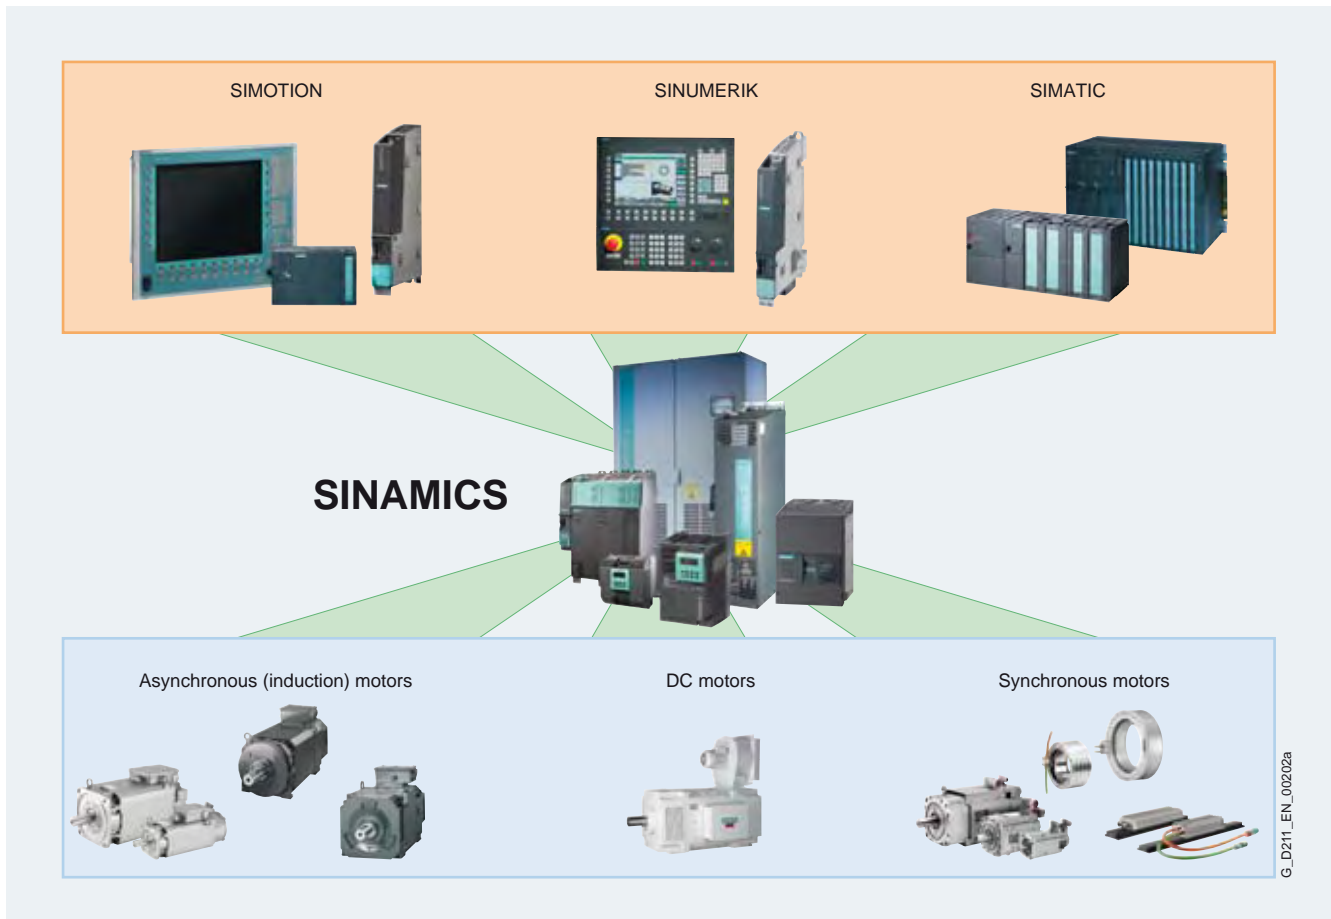 SIMOTION
SINUMERIK
SIMATIC
SINAMICS
Asynchronous (induction) motors
DC motors
Synchronous motors
G_D211_EN_00202a